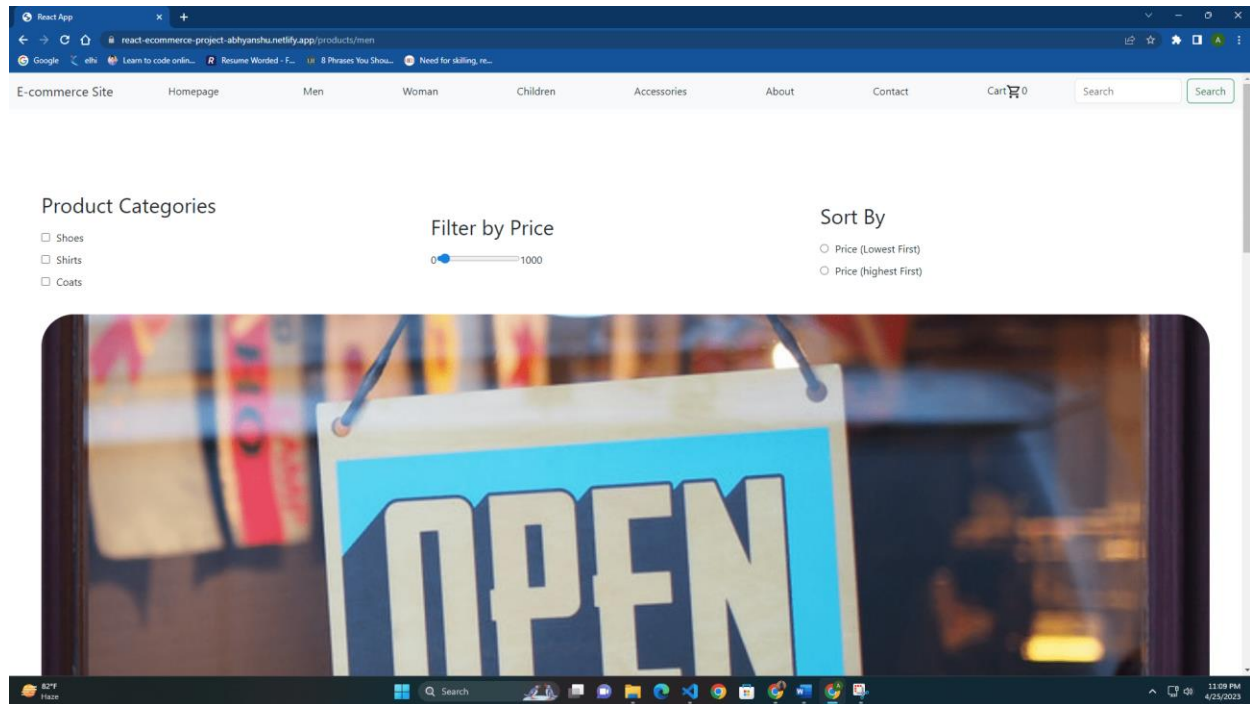 React App
react-ecommerce-project-abhyanshu.netlify.app/products/men
Google elhi Learn to code onlin... Resume Worded - F... 8 Phrases You Shou... Need for skilling, re...
E-commerce Site Homepage Men Woman Children Accessories About Contact Cart 0 Search Search
Product Categories
Shoes
Shirts
Coats
Filter by Price
0 1000
Sort By
Price (Lowest First)
Price (highest First)
OPEN
82°F
Haze
Search
11:09 PM
4/25/2023